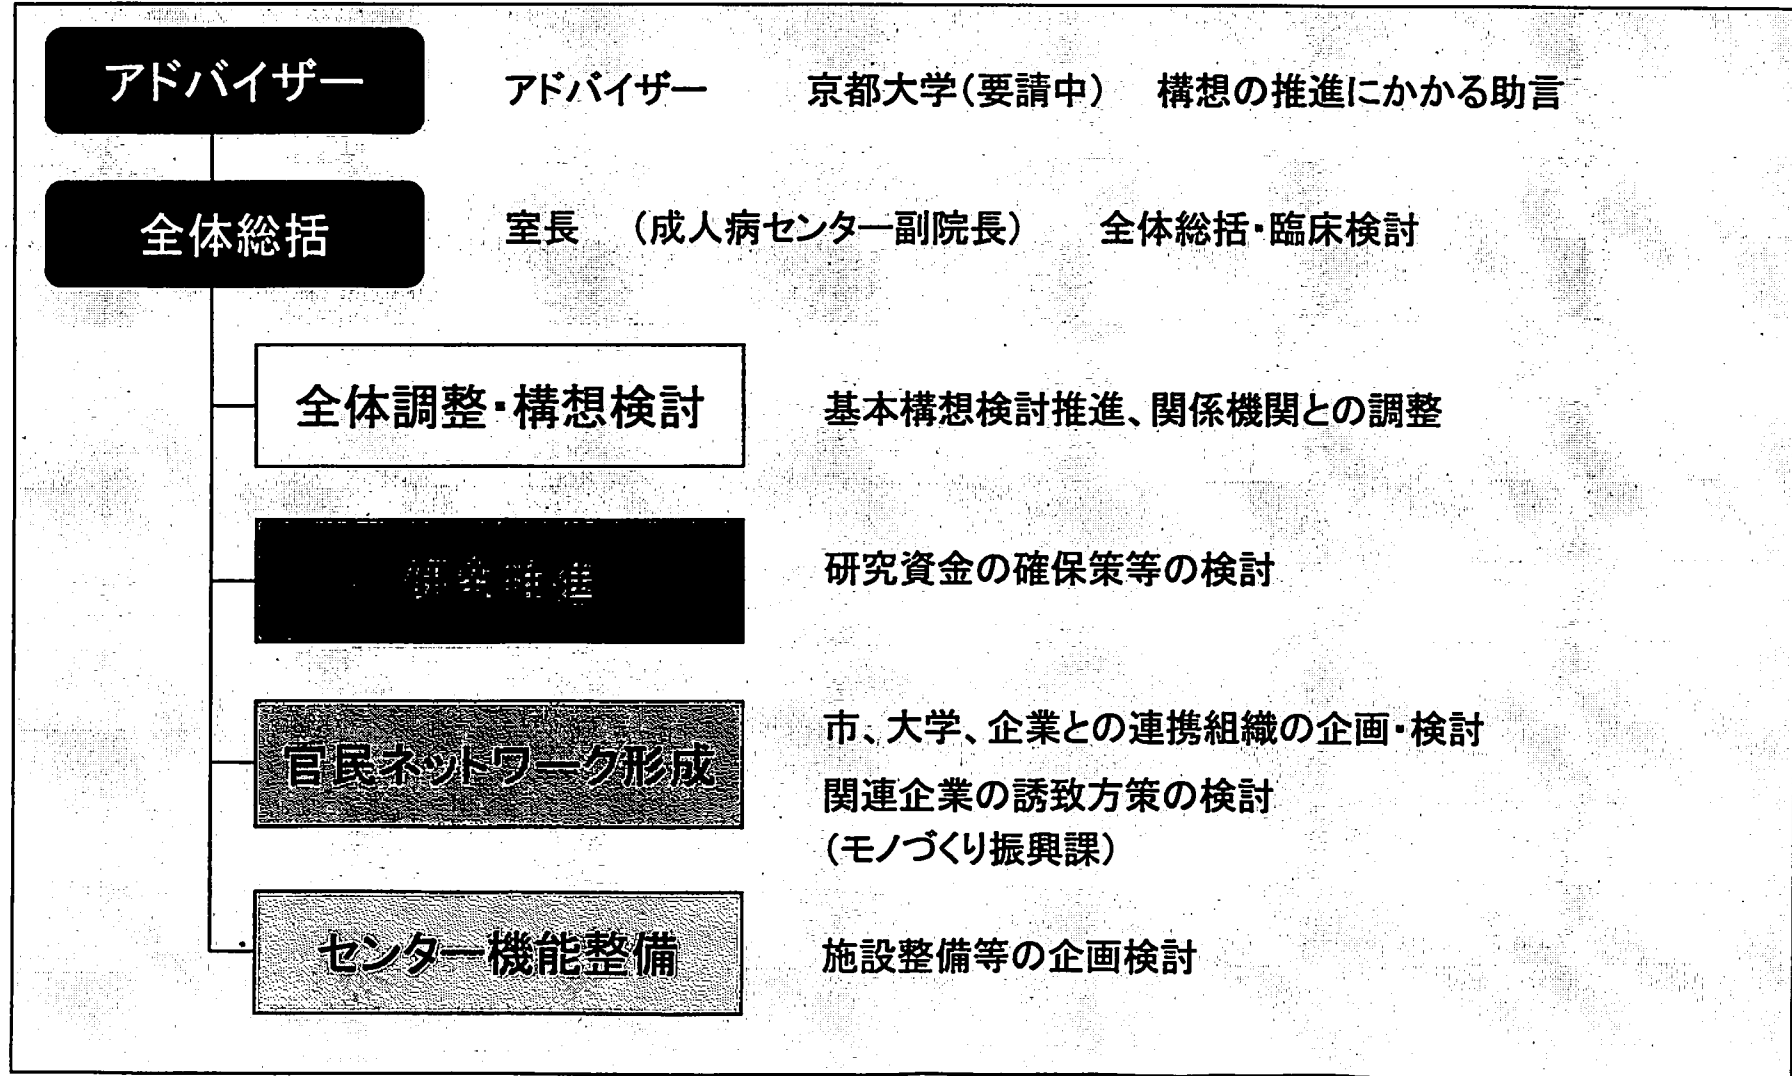 アドバイザー アドバイザー 京都大学(要請中) 構想の推進にかかる助言
全体総括 室長 (成人病センター副院長) 全体総括・臨床検討
全体調整・構想検討 基本構想検討推進、関係機関との調整
研究推進 研究資金の確保策等の検討
官民ネットワーク形成 市、大学、企業との連携組織の企画・検討
関連企業の誘致方策の検討
(モノづくり振興課)
センター機能整備 施設整備等の企画検討